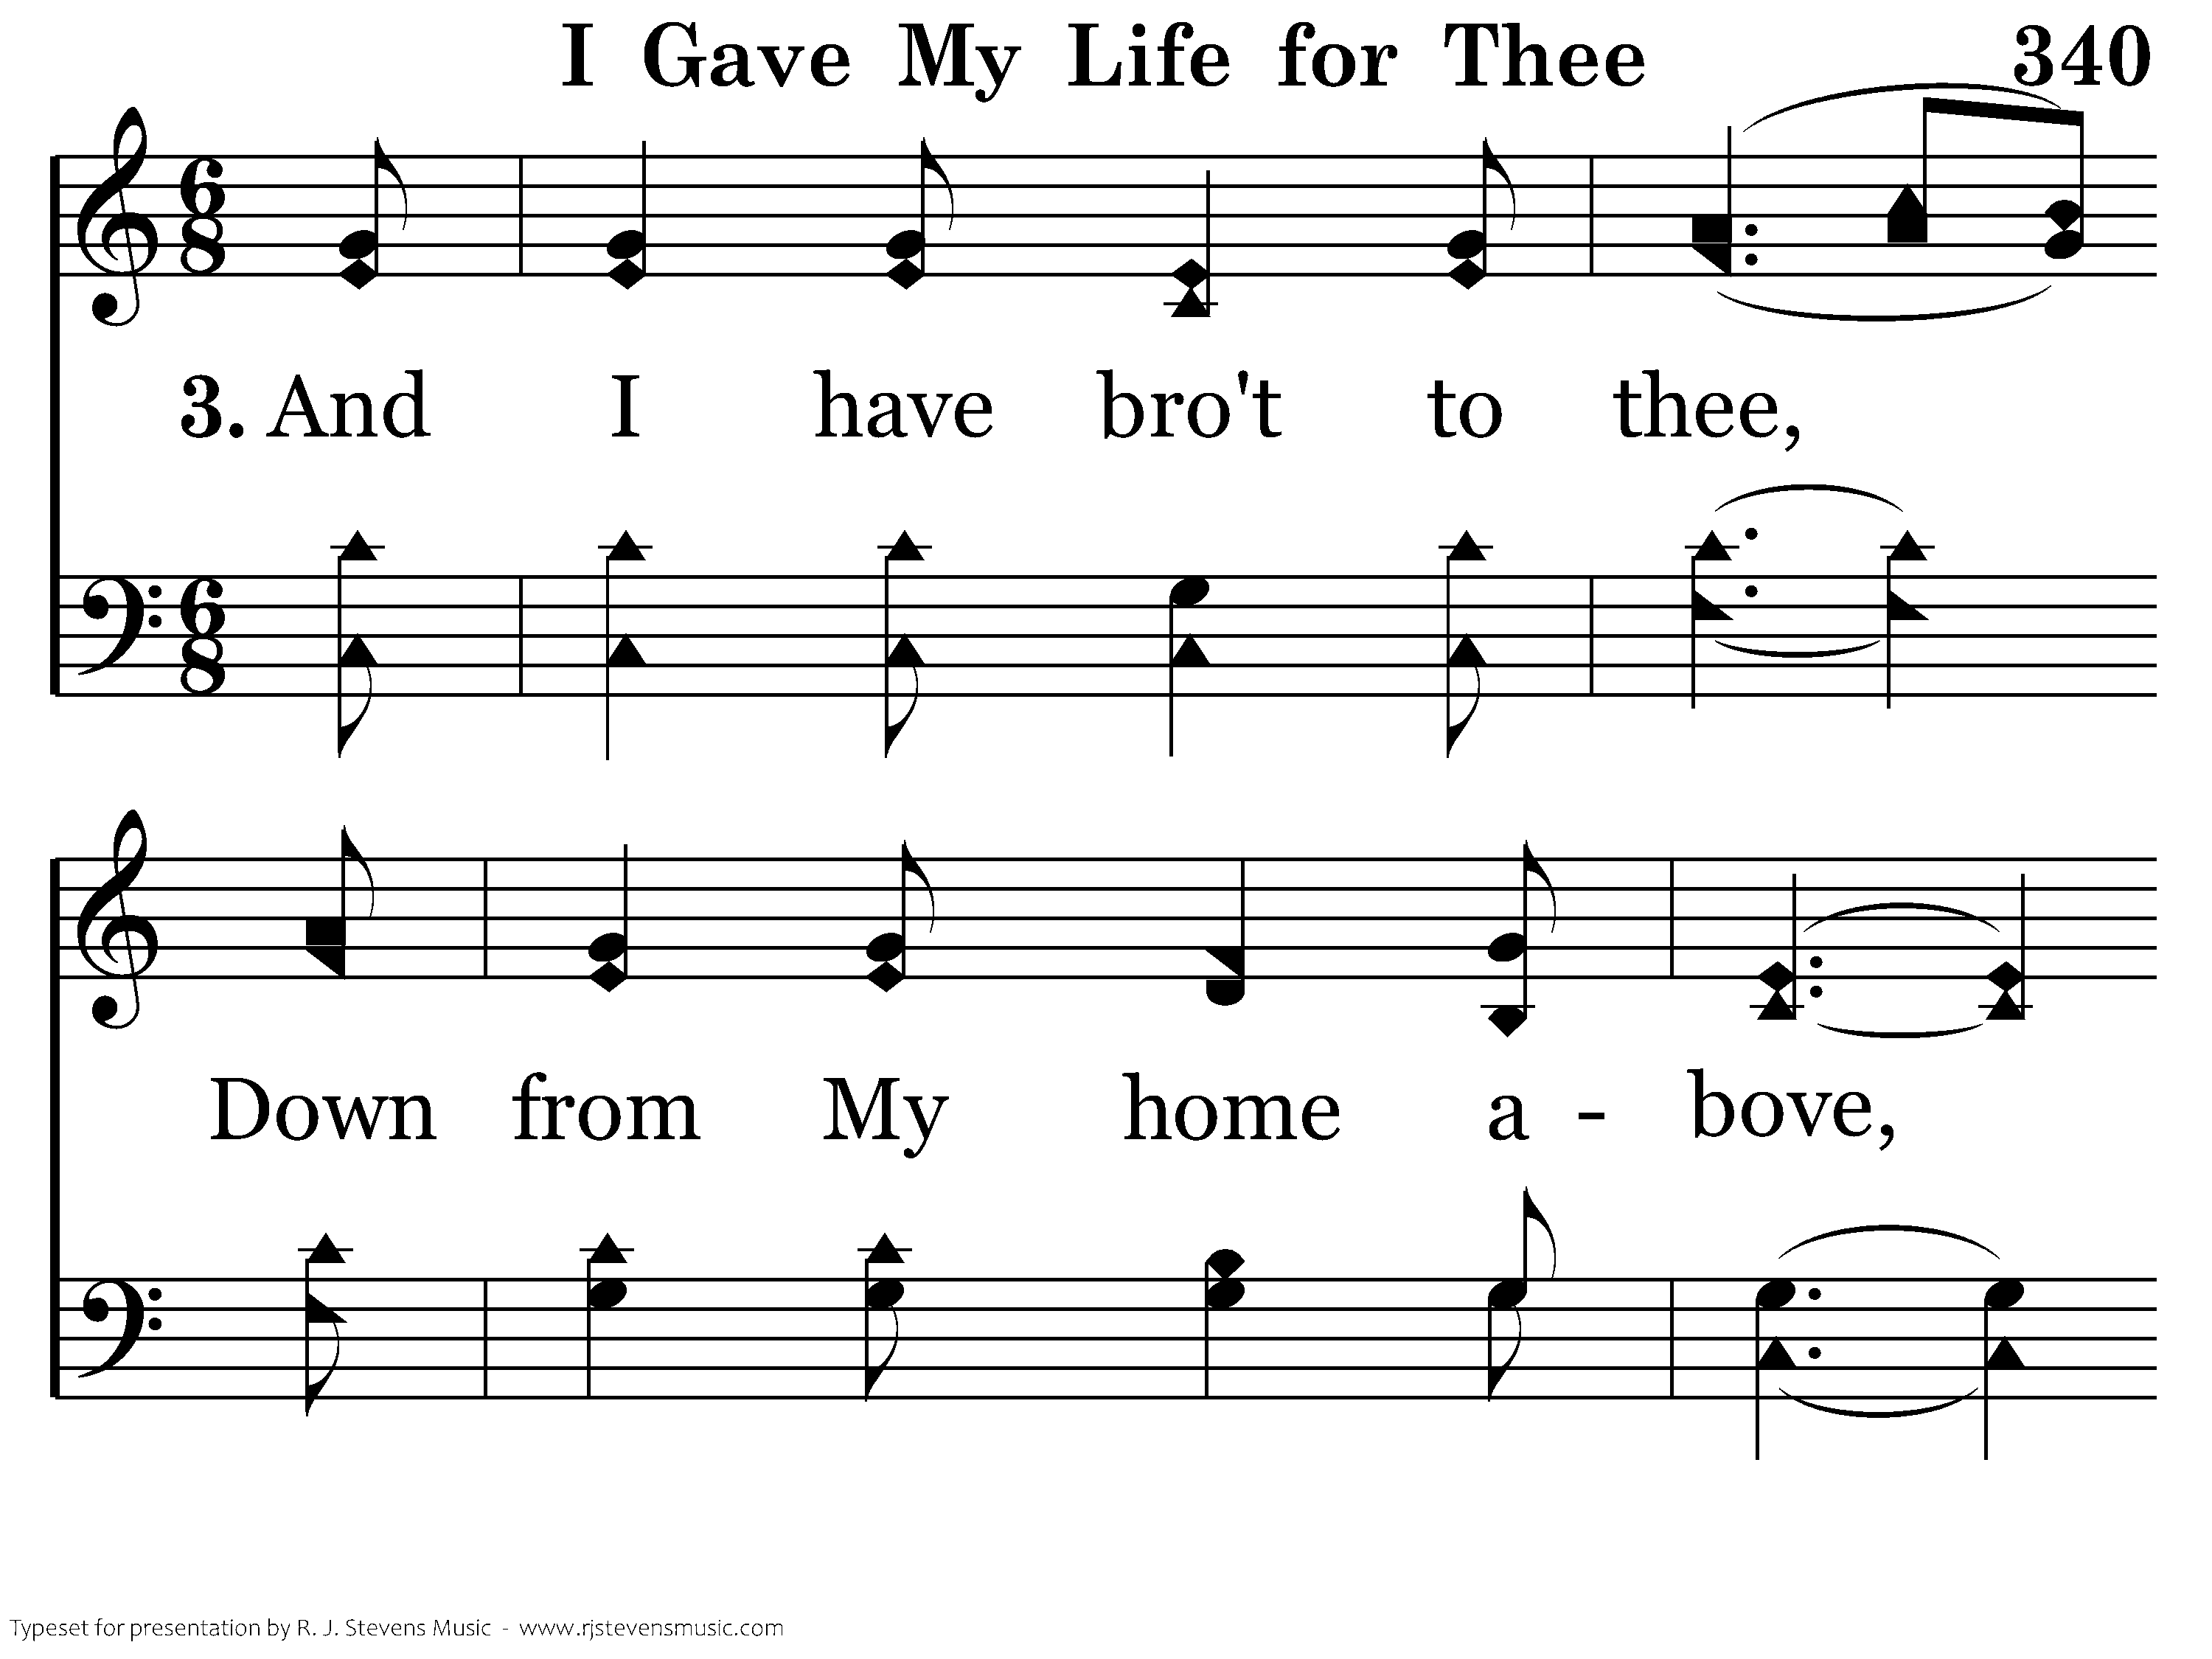 I Gave My Life for Thee 340
3. And I have bro't to thee,
Down from My home a - bove,
Typeset for presentation by R. J. Stevens Music - www.rjstevensmusic.com